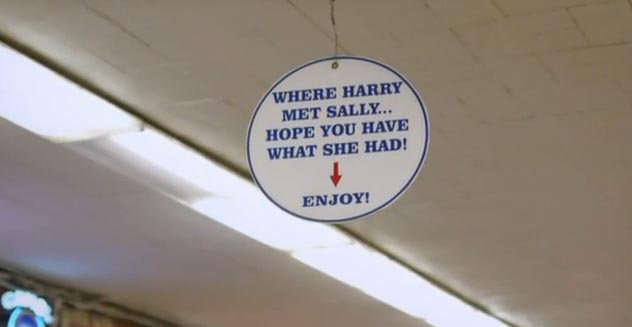 WHERE HARRY
MET SALLY...
HOPE YOU HAVE
WHAT SHE HAD!
ENJOY!